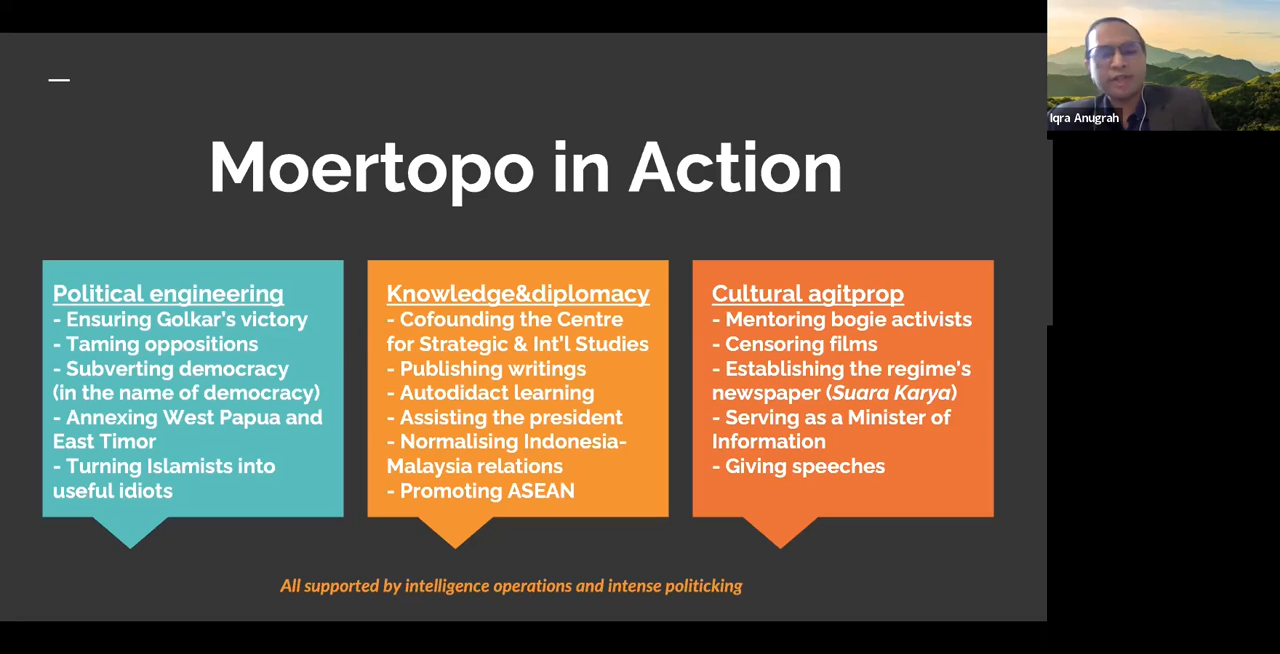 Moertopo in Action
Political engineering
- Ensuring Golkar's victory
- Taming oppositions
- Subverting democracy
(in the name of democracy)
- Annexing West Papua and
East Timor
- Turning Islamists into
useful idiots
Knowledge&diplomacy
- Cofounding the Centre
for Strategic & Int'l Studies
- Publishing writings
- Autodidact learning
- Assisting the president
- Normalising Indonesia-
Malaysia relations
- Promoting ASEAN
Cultural agitprop
- Mentoring bogie activists
- Censoring films
- Establishing the regime's
newspaper (Suara Karya)
- Serving as a Minister of
Information
- Giving speeches
All supported by intelligence operations and intense politicking
Iqra Anugrah